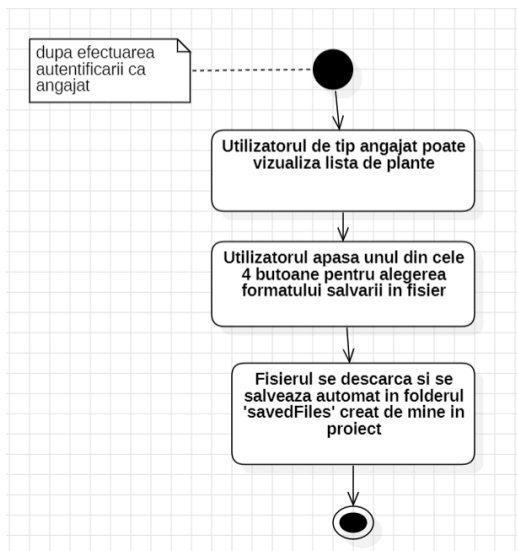 dupa efectuarea
autentificarii ca
angajat
Utilizatorul de tip angajat poate
vizualiza lista de plante
Utilizatorul apasa unul din cele
4 butoane pentru alegerea
formatului salvarii in fisier
Fisierul se descarca si se
salveaza automat in folderul
'savedFiles' creat de mine in
proiect